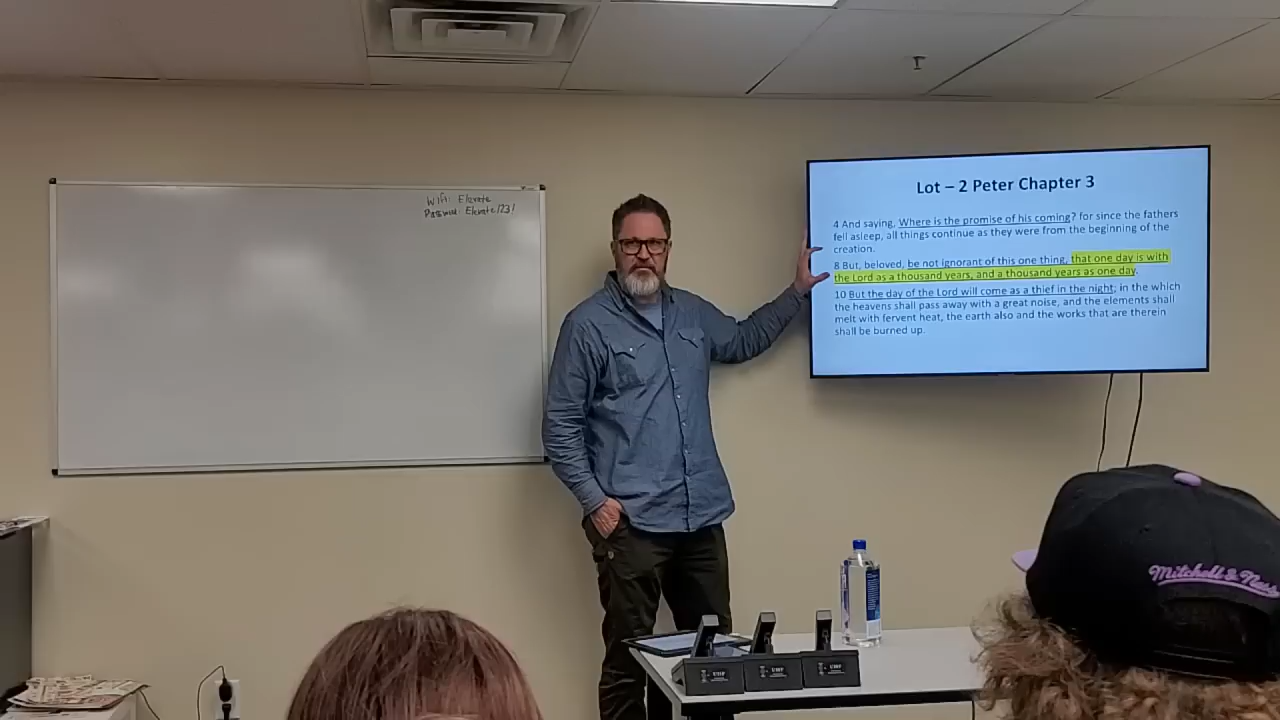 Wifi: Elevate
Passwrd: Elevate123!
Lot – 2 Peter Chapter 3
4 And saying, Where is the promise of his coming? for since the fathers
fell asleep, all things continue as they were from the beginning of the
creation.
8 But, beloved, be not ignorant of this one thing, that one day is with
the Lord as a thousand years, and a thousand years as one day.
10 But the day of the Lord will come as a thief in the night; in the which
the heavens shall pass away with a great noise, and the elements shall
melt with fervent heat, the earth also and the works that are therein
shall be burned up.
Mitchell &